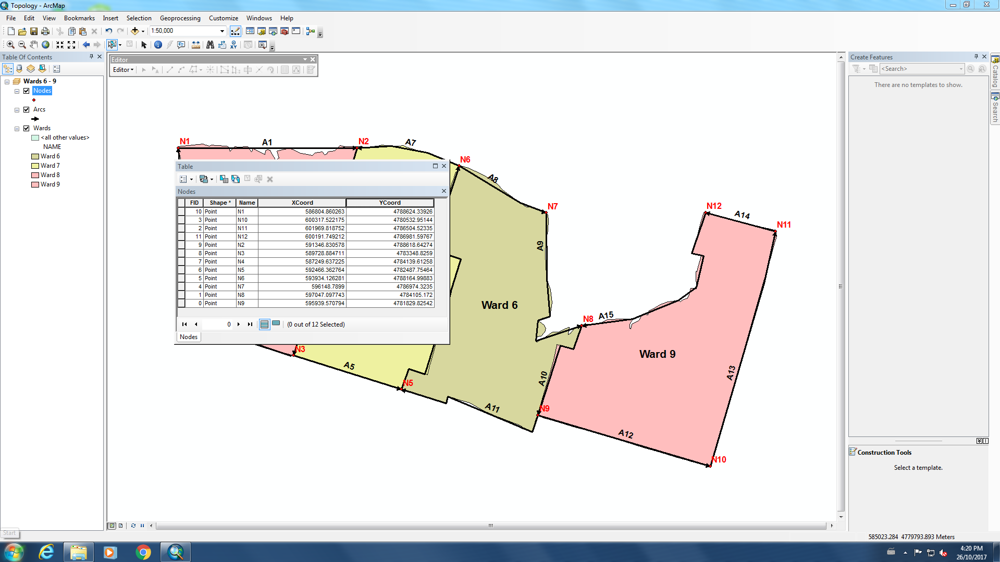 Topology - ArcMap
File Edit View Bookmarks Insert Selection Geoprocessing Customize Windows Help
1:50,000
XY
Table Of Contents
Wards 6 - 9
Nodes
Arcs
Wards
<all other values>
NAME
Ward 6
Ward 7
Ward 8
Ward 9
Editor
Editor
N1
A1
N2
A7
N6
A8
N7
A9
N12
A14
N11
Ward 6
N8
A15
Ward 9
A13
A10
N3
A5
N5
A11
N9
A12
N10
Table
Nodes
FID Shape * Name XCoord YCoord
10 Point N1 586804.860263 4788624.33926
3 Point N10 600317.522175 4780532.95144
2 Point N11 601969.818752 4786504.52335
11 Point N12 600191.749212 4786981.59767
9 Point N2 591346.830578 4788618.64274
8 Point N3 589728.884711 4783348.8259
7 Point N4 587249.637225 4784139.61258
6 Point N5 592466.362764 4782487.75464
5 Point N6 593934.126281 4788164.99883
4 Point N7 596148.7899 4786974.3235
1 Point N8 597047.097743 4784105.172
0 Point N9 595939.570794 4781829.82542
0 (0 out of 12 Selected)
Nodes
Create Features
<Search>
There are no templates to show.
Catalog
Search
Construction Tools
Select a template.
585023.284 4779793.893 Meters
Start
4:20 PM
26/10/2017